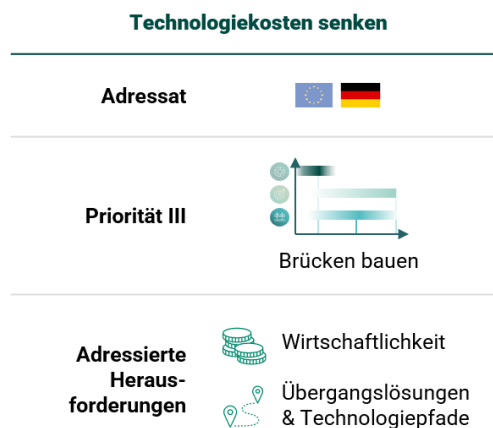 Technologiekosten senken
Adressat
Priorität III
Brücken bauen
Adressierte
Heraus-
forderungen
Wirtschaftlichkeit
Übergangslösungen
& Technologiepfade